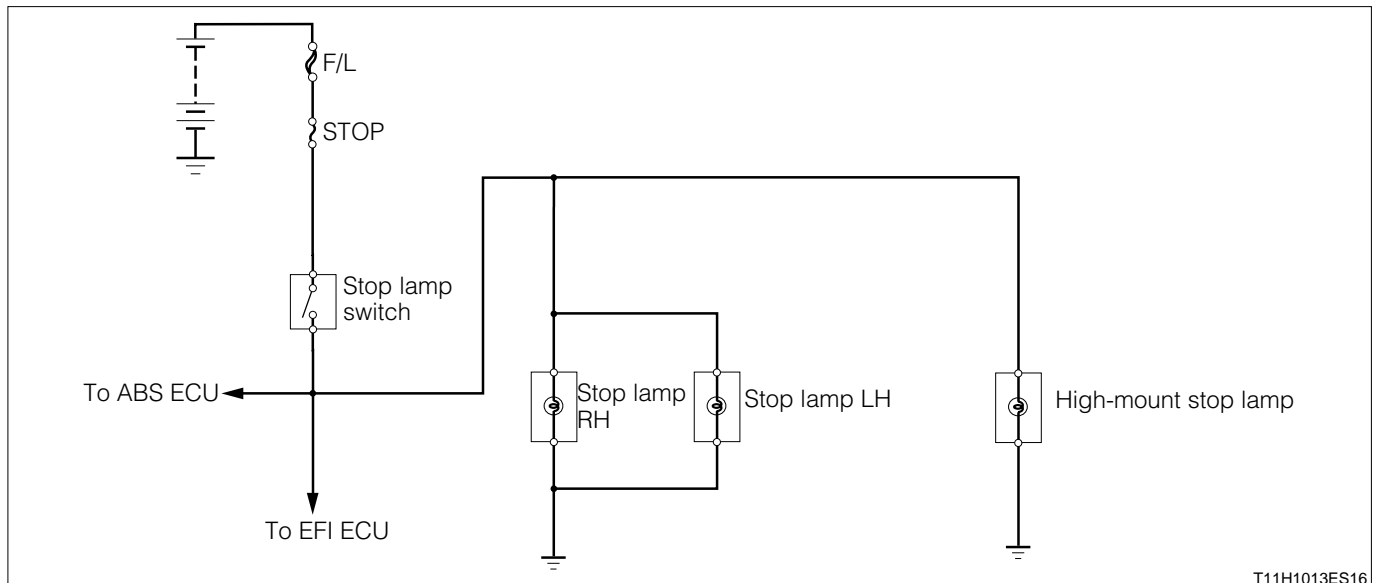 F/L
STOP
Stop lamp
switch
To ABS ECU
Stop lamp
RH
Stop lamp LH
High-mount stop lamp
To EFI ECU
T11H1013ES16